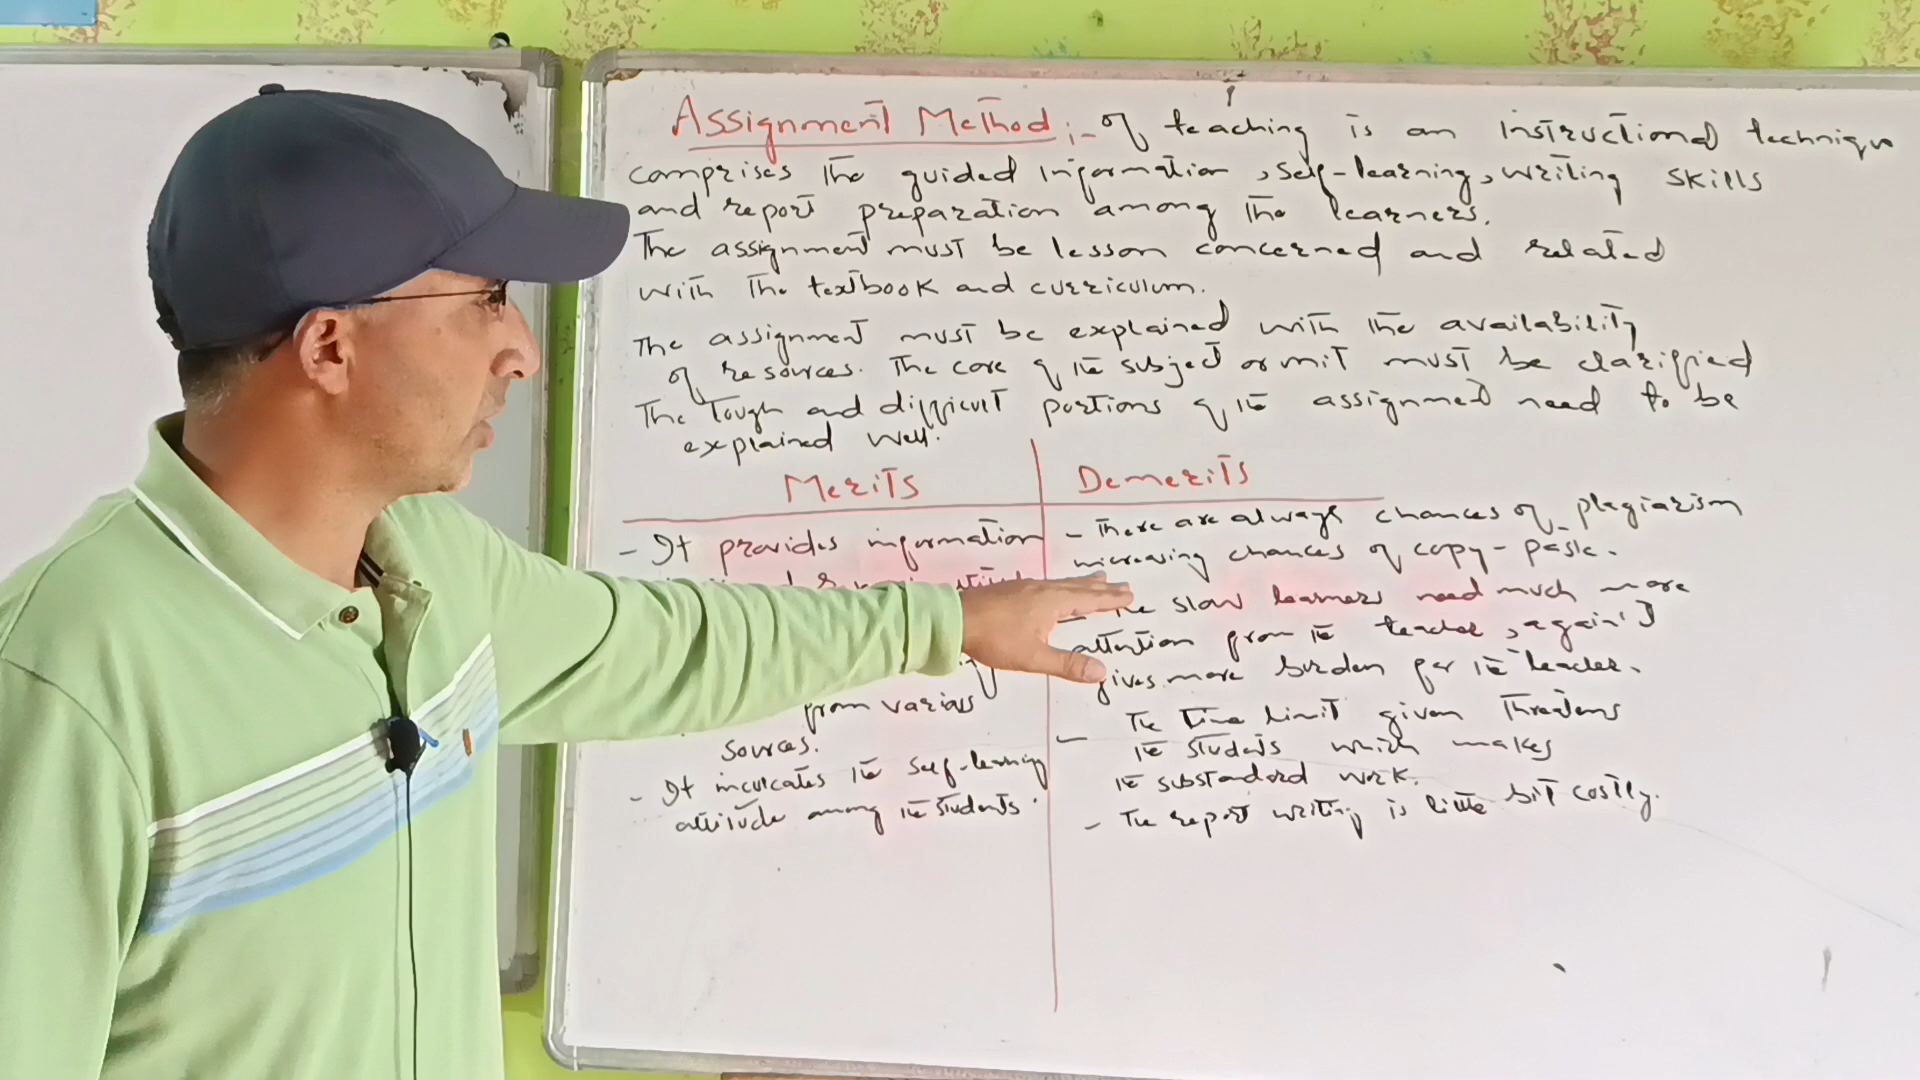 Assignment Method :- of teaching is an instructional techniqu
comprises the guided information, self-learning, writing skills
and report preparation among the learners.
The assignment must be lesson concerned and related
with the textbook and curriculum.
The assignment must be explained with the availability
of resources. The core of the subject or unit must be clarified
The Tough and difficult portions of the assignment need to be
explained well.
Merits
- It provides information
from various
sources.
- It inculcates the self-learning
attitude among the students.
Demerits
- There are always chances of plagiarism
increasing chances of copy-paste.
- The slow learners need much more
attention from the teacher, again it
gives more burden for the teacher.
- The time limit given threatens
the students which makes
the substandard work.
- The report writing is little bit costly.